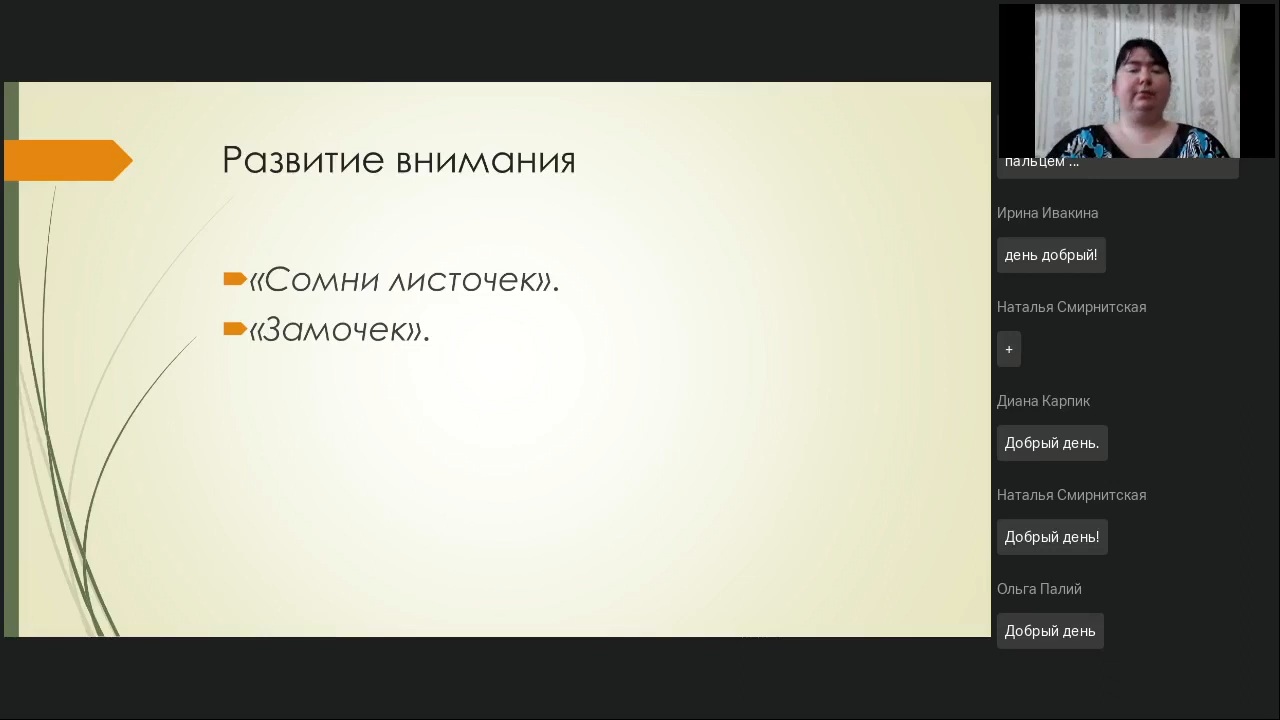 Развитие внимания
«Сомни листочек».
«Замочек».
пальцем ...
Ирина Ивакина
день добрый!
Наталья Смирнитская
+
Диана Карпик
Добрый день.
Наталья Смирнитская
Добрый день!
Ольга Палий
Добрый день